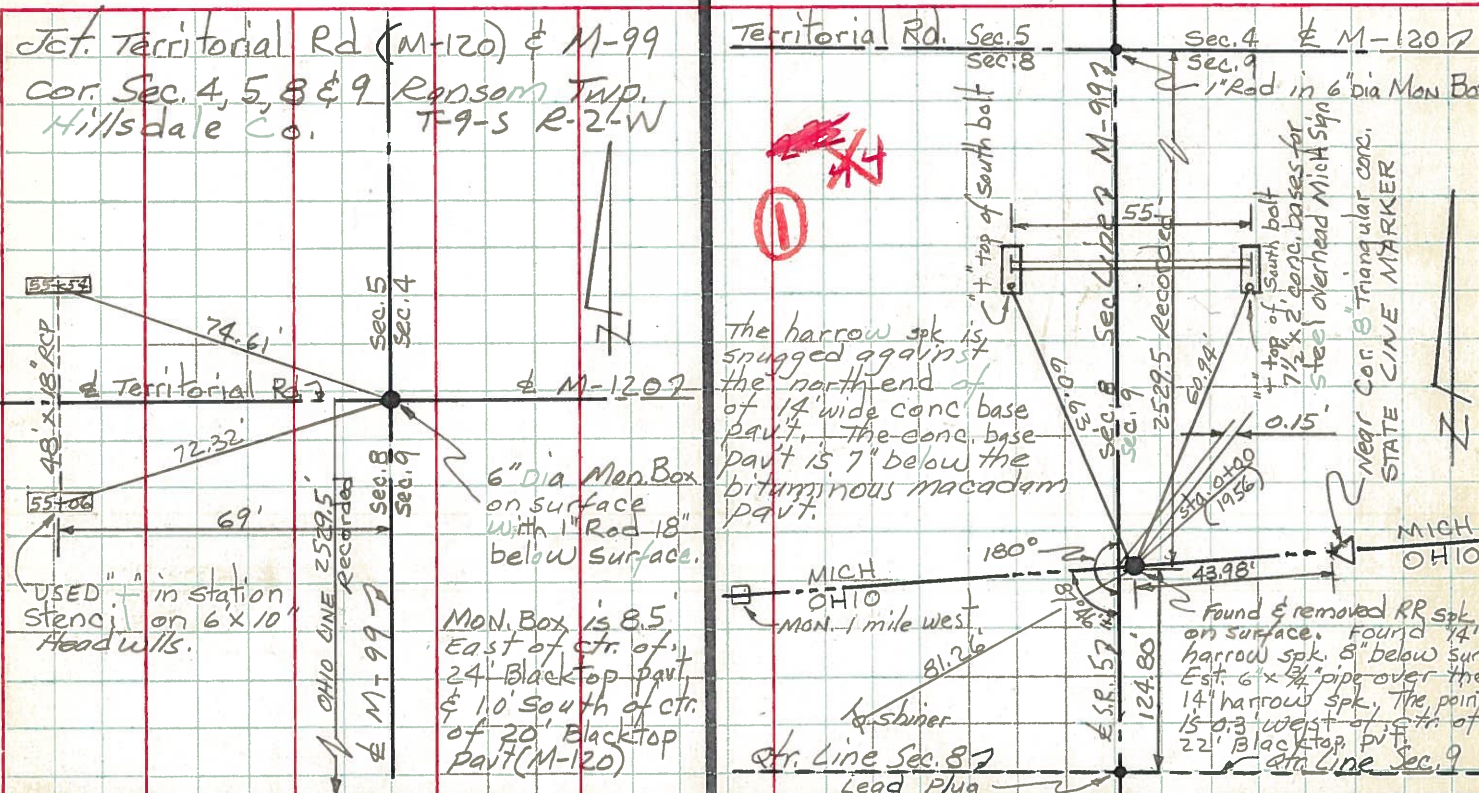 Jct. Territorial Rd (M-120) & M-99
cor. Sec. 4, 5, 8 & 9 Ransom Twp.
Hillsdale Co. T-9-S R-2-W
55+54
74.61'
Sec. 5
Sec. 4
48' x 18" RCP
℄ Territorial Rd.
℄ M-120
N
72.32'
55+06
69'
Sec. 8
Sec. 9
OHIO LINE 2529.5'
Recorded
℄ M-99
6" Dia Mon. Box
on surface
with 1" Rod 18"
below surface.
USED "+" in station
stencil on 6' x 10"
Headwlls.
Mon. Box is 8.5'
East of ctr. of
24' Blacktop pavt,
& 1.0' South of ctr.
of 20' Blacktop
pavt (M-120)
Territorial Rd. Sec. 5
Sec. 8
Sec. 4 ℄ M-120
Sec. 9
1" Rod in 6" Dia Mon Box
X4
1
"+" top of south bolt
55'
Sec Line M-99
2529.5' Recorded
"+" top of south bolt
7½' x 2' conc. bases for
steel overhead Mich Sign
Near Cor. 8" Triangular conc.
STATE LINE MARKER
N
The harrow spk is
snugged against
the north end of
of 14' wide conc base
pavt. The conc. base
pav't is 7" below the
bituminous macadam
pavt.
63.09'
Sec. 8
Sec. 9
50.94'
0.15'
Sta. 0+00
(1956)
180°
MICH
OHIO
MICH
OHIO
43.98'
MON. 1 mile west
81.26'
shiner
℄ S.R. 15
124.80'
Found & removed RR spk.
on surface. Found 14"
harrow spk. 8" below sur
Est. 6" x ¾" pipe over the
14" harrow spk. The poin
is 0.3' west of ctr. of
22' Blacktop pvt.
Qtr. Line Sec. 8
Qtr Line Sec. 9
Lead Plug